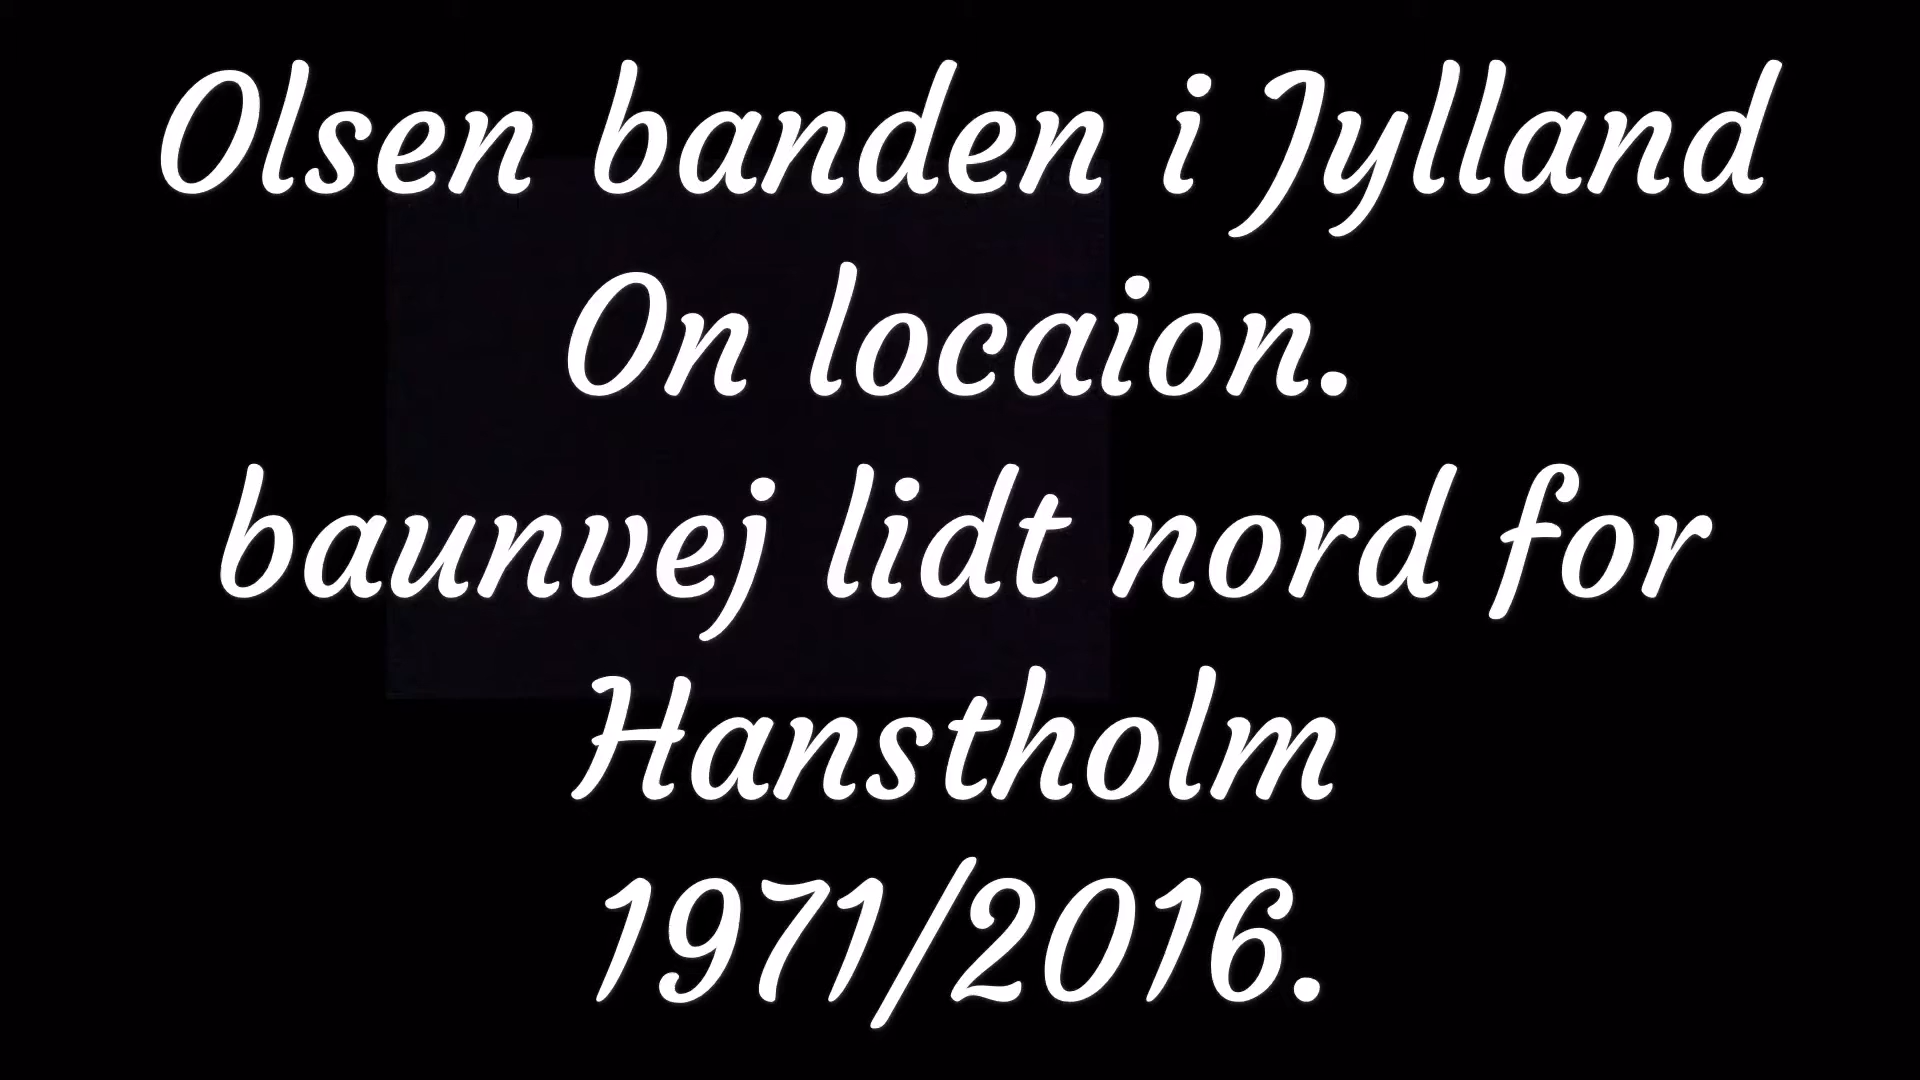 Olsen banden i Jylland
On locaion.
baunvej lidt nord for
Hanstholm
1971/2016.